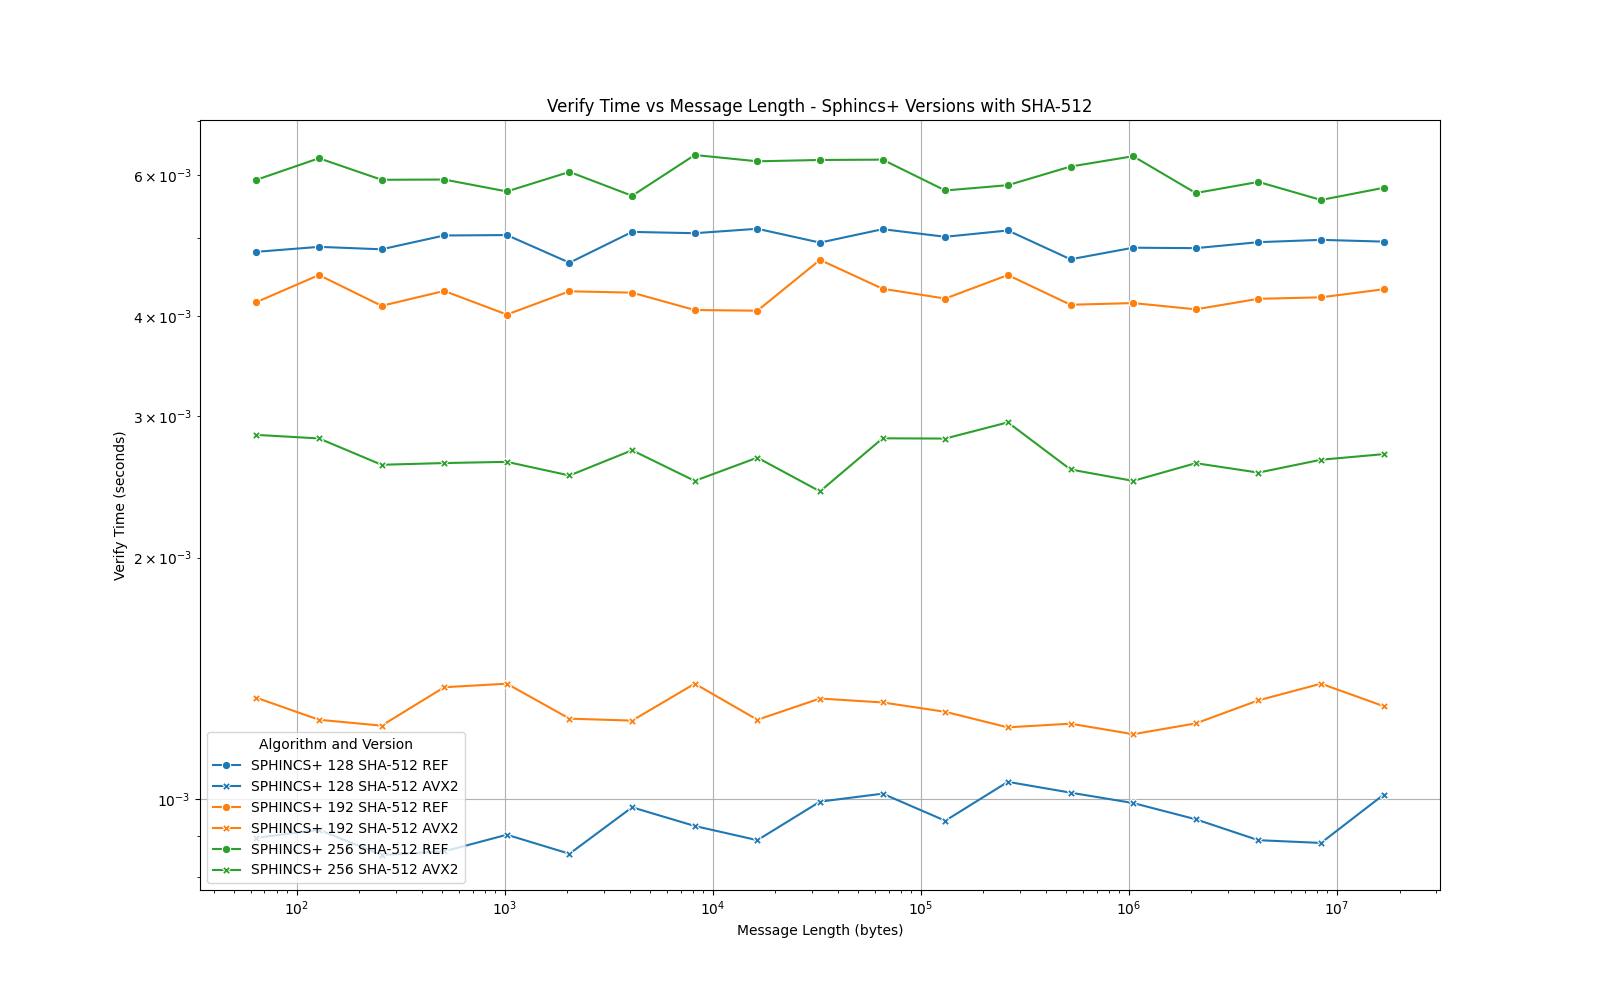 Verify Time vs Message Length - Sphincs+ Versions with SHA-512
6 × 10⁻³
4 × 10⁻³
3 × 10⁻³
2 × 10⁻³
10⁻³
Verify Time (seconds)
Algorithm and Version
SPHINCS+ 128 SHA-512 REF
SPHINCS+ 128 SHA-512 AVX2
SPHINCS+ 192 SHA-512 REF
SPHINCS+ 192 SHA-512 AVX2
SPHINCS+ 256 SHA-512 REF
SPHINCS+ 256 SHA-512 AVX2
10² 10³ 10⁴ 10⁵ 10⁶ 10⁷
Message Length (bytes)